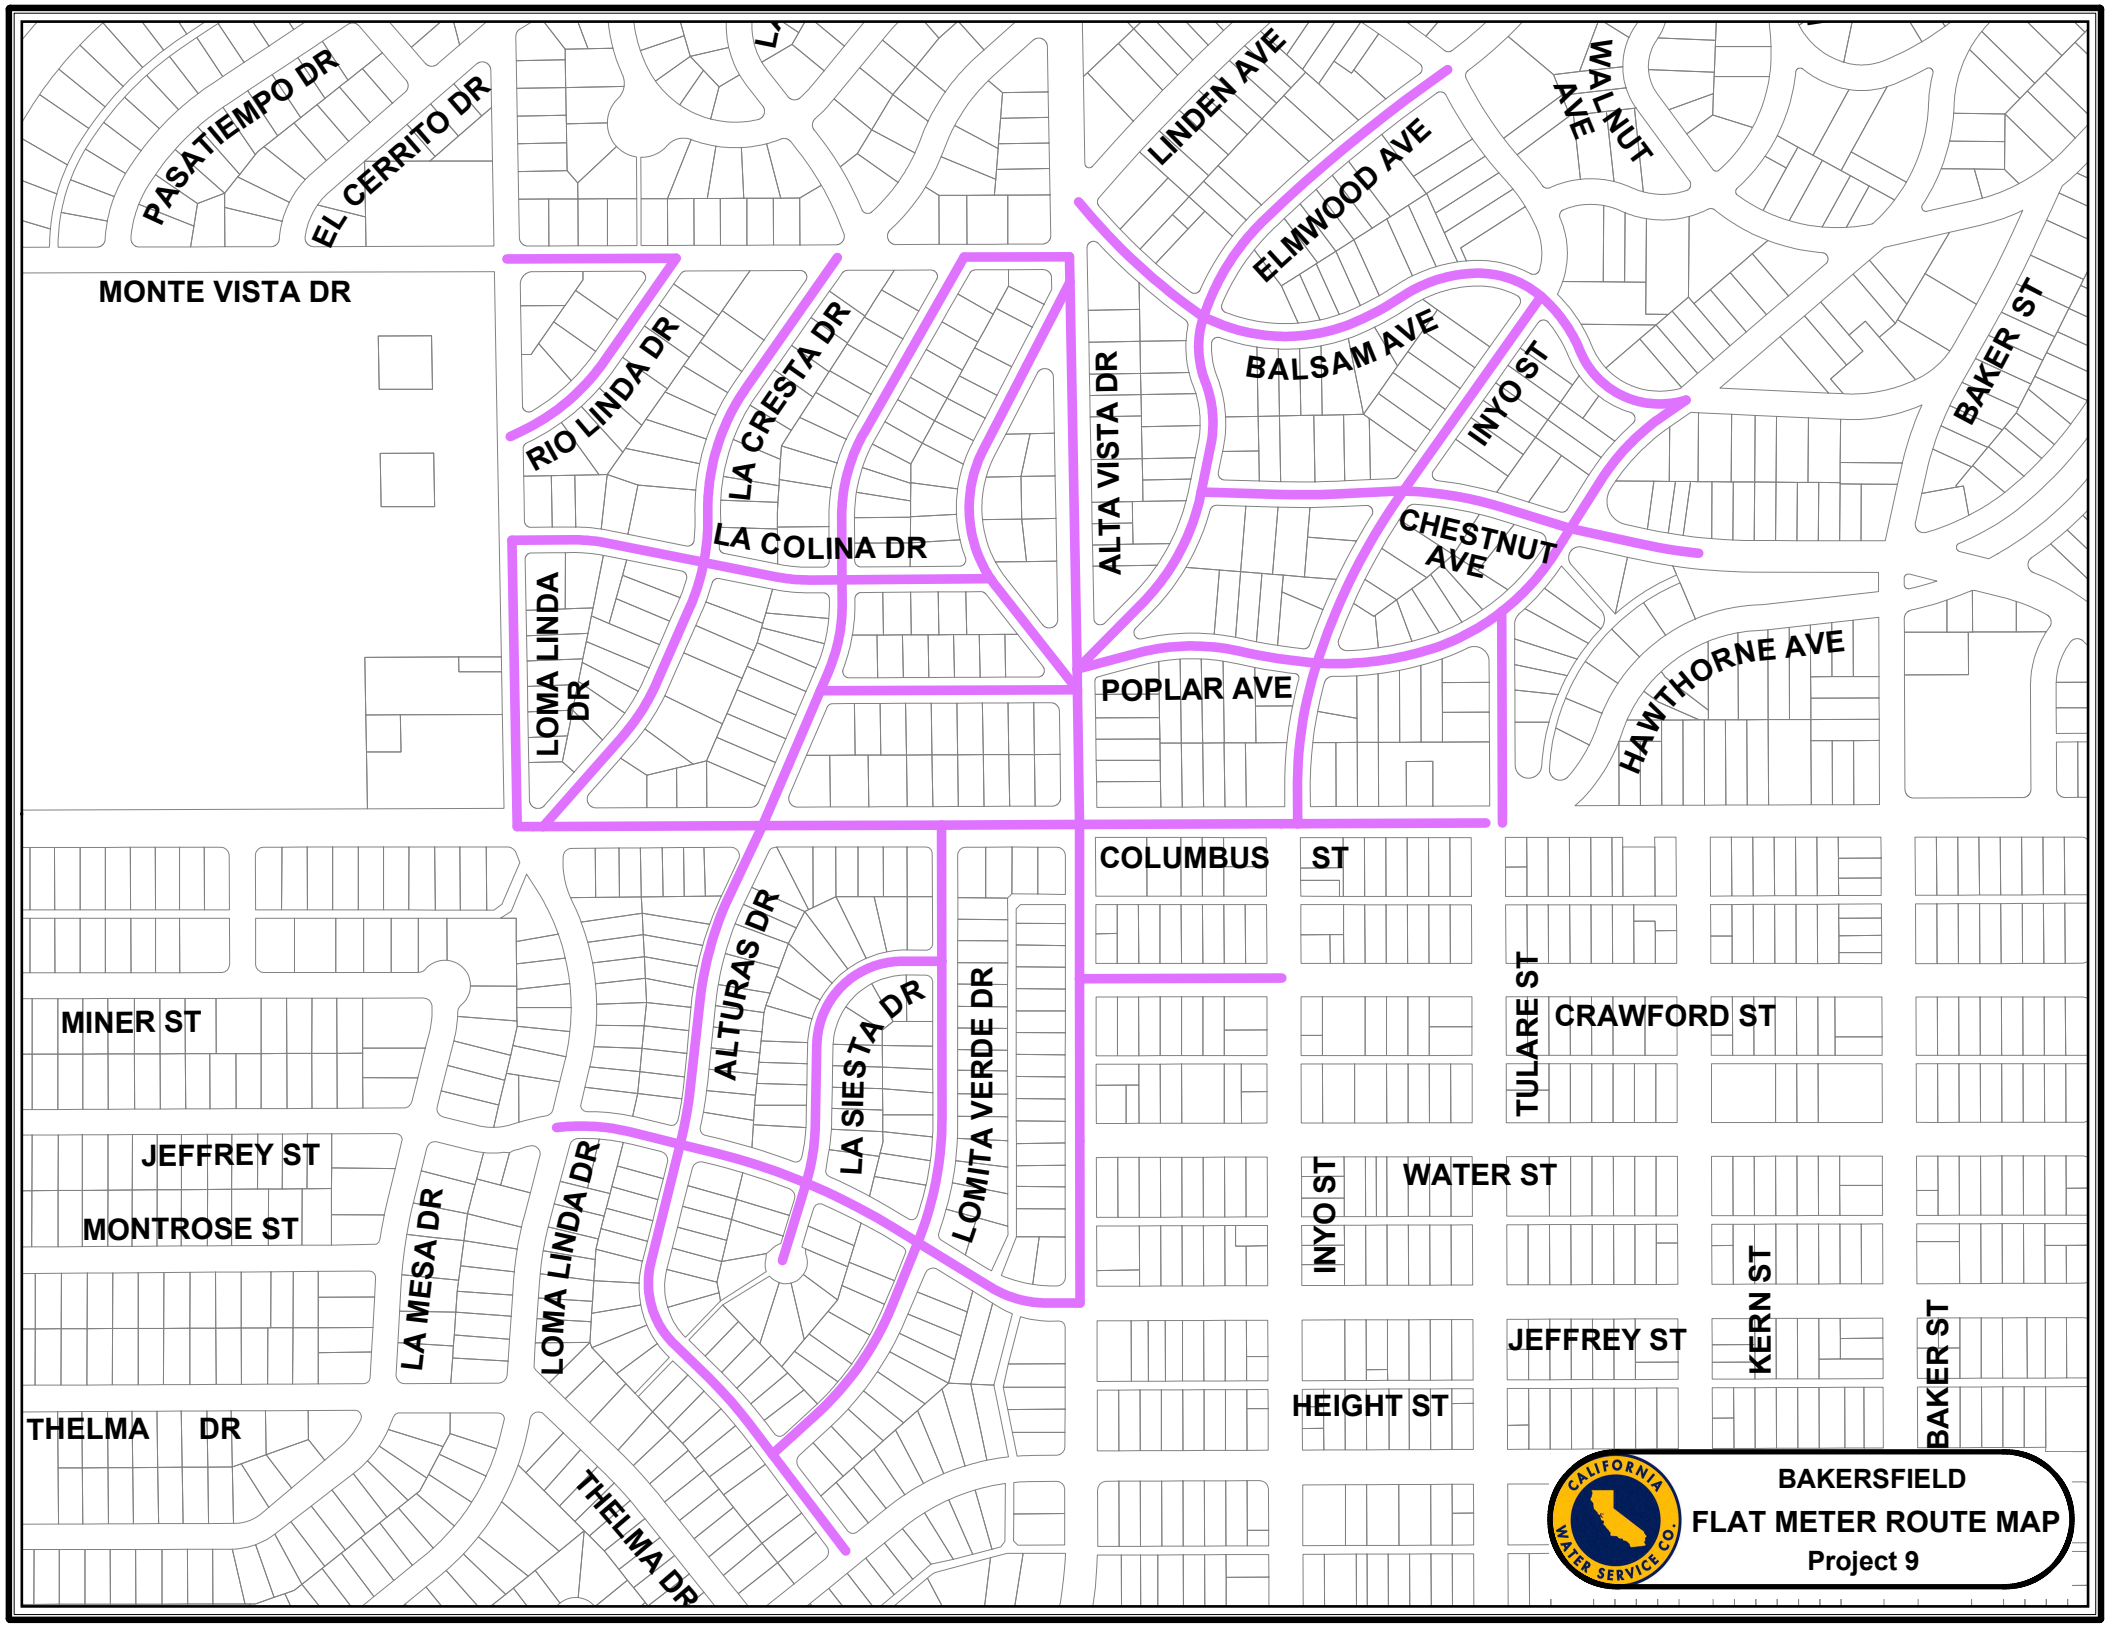 LA
LINDEN AVE
WALNUT
AVE
PASATIEMPO DR
EL CERRITO DR
ELMWOOD AVE
MONTE VISTA DR
BAKER ST
RIO LINDA DR
LA CRESTA DR
ALTA VISTA DR
BALSAM AVE
INYO ST
LA COLINA DR
CHESTNUT
AVE
LOMA LINDA
DR
POPLAR AVE
HAWTHORNE AVE
COLUMBUS ST
ALTURAS DR
LA SIESTA DR
LOMITA VERDE DR
TULARE ST
CRAWFORD ST
MINER ST
JEFFREY ST
WATER ST
INYO ST
MONTROSE ST
LA MESA DR
LOMA LINDA DR
KERN ST
JEFFREY ST
BAKER ST
HEIGHT ST
THELMA DR
THELMA DR
CALIFORNIA
WATER SERVICE CO.
BAKERSFIELD
FLAT METER ROUTE MAP
Project 9